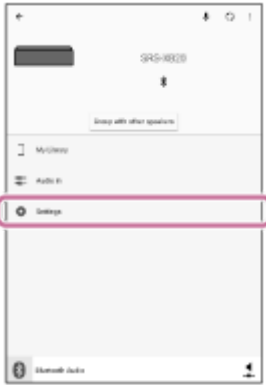 SRS-XB20
Group with other speakers
My Library
Audio In
Settings
Bluetooth Audio